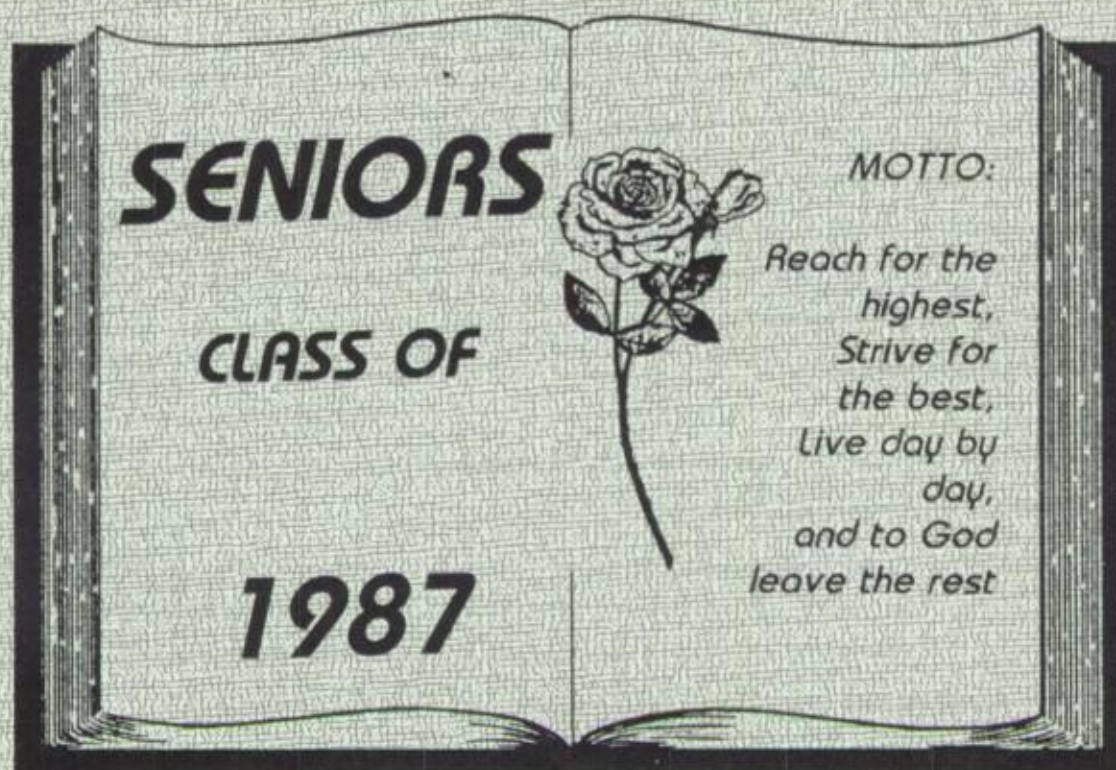 SENIORS
CLASS OF
1987
MOTTO:
Reach for the
highest,
Strive for
the best,
Live day by
day,
and to God
leave the rest